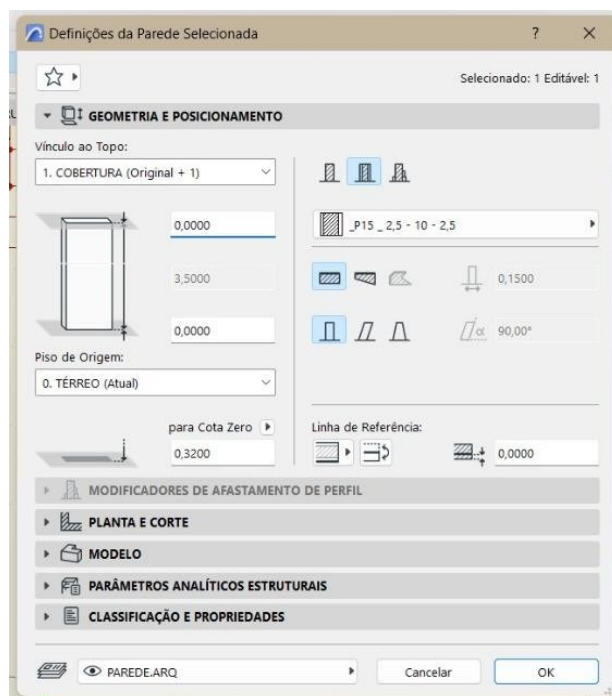 Definições da Parede Selecionada ?
Selecionado: 1 Editável: 1
GEOMETRIA E POSICIONAMENTO
Vínculo ao Topo:
1. COBERTURA (Original + 1)
0,0000
3,5000
0,0000
Piso de Origem:
0. TÉRREO (Atual)
para Cota Zero
0,3200
_P15 _ 2,5 - 10 - 2,5
0,1500
α 90,00°
Linha de Referência:
0,0000
MODIFICADORES DE AFASTAMENTO DE PERFIL
PLANTA E CORTE
MODELO
PARÂMETROS ANALÍTICOS ESTRUTURAIS
CLASSIFICAÇÃO E PROPRIEDADES
PAREDE.ARQ
Cancelar
OK